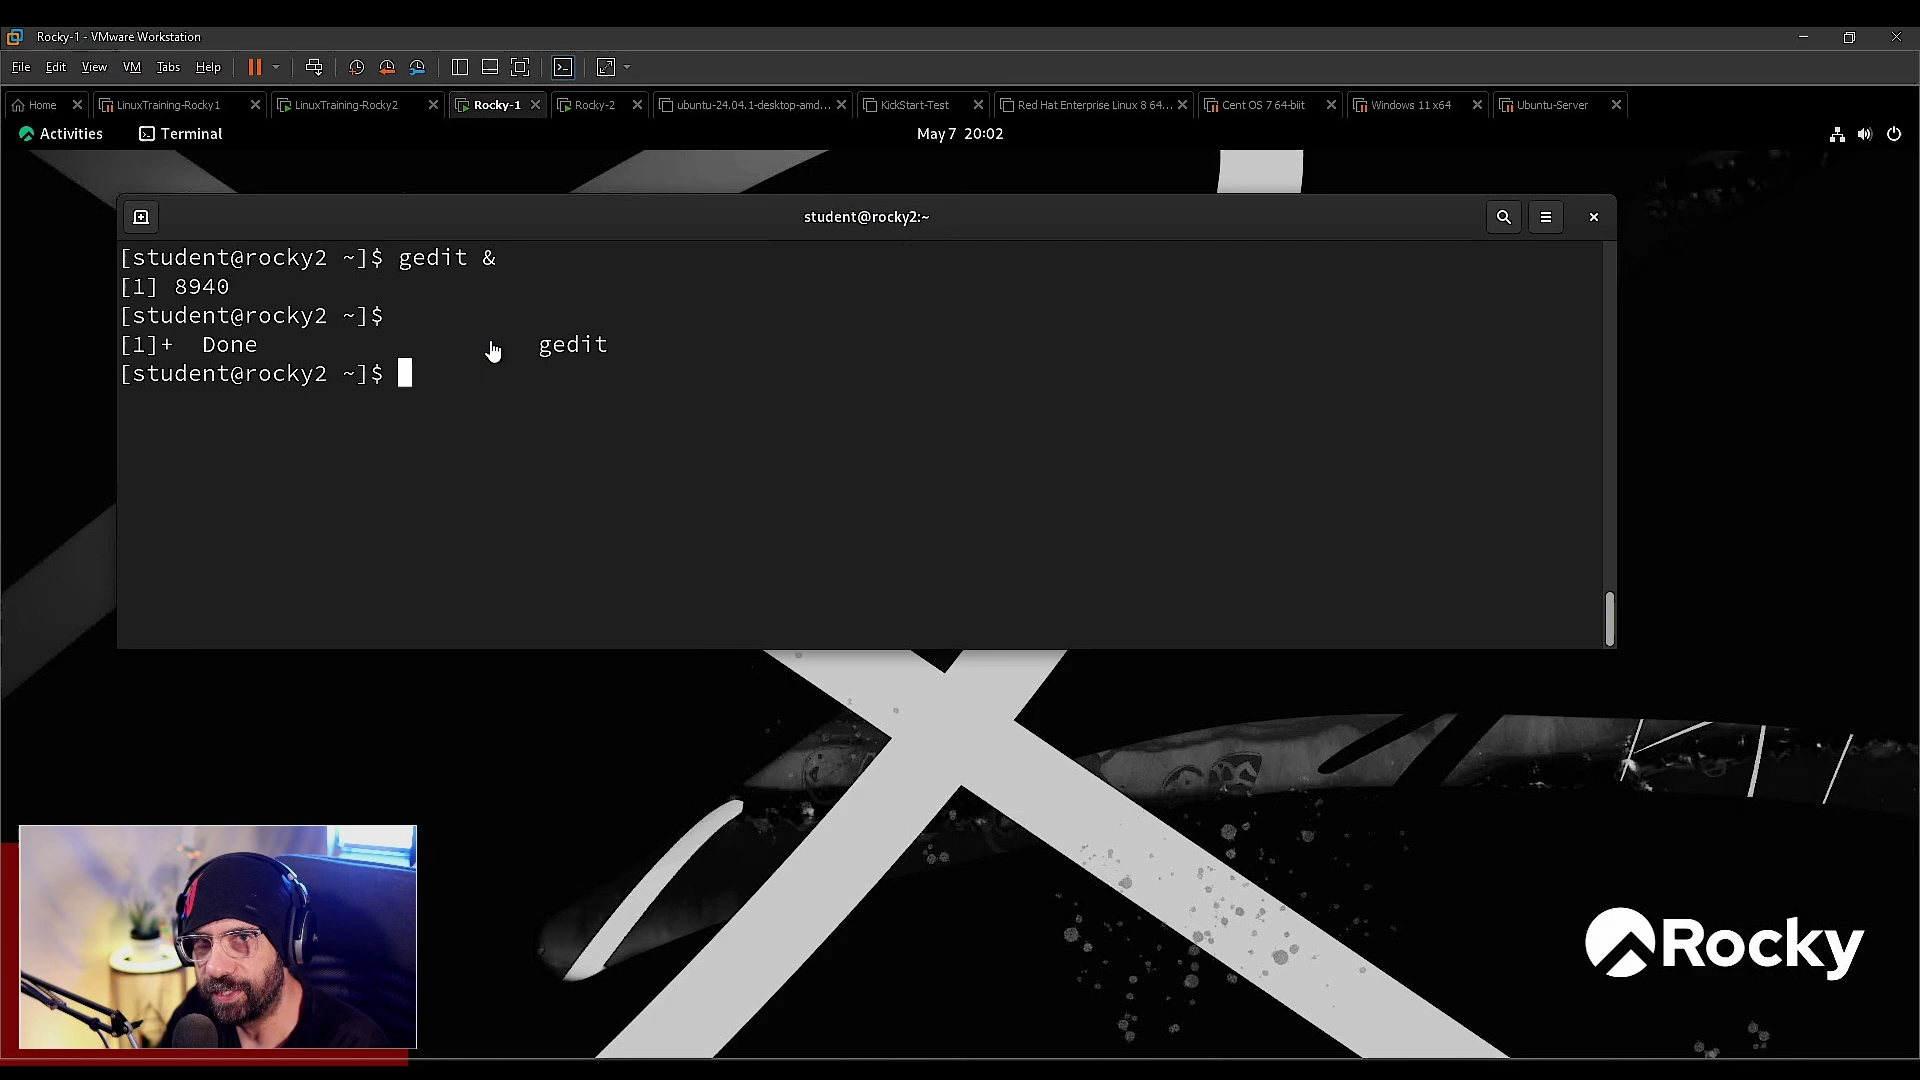 Rocky-1 - VMware Workstation
File Edit View VM Tabs Help
Home LinuxTraining-Rocky1 LinuxTraining-Rocky2 Rocky-1 Rocky-2 ubuntu-24.04.1-desktop-amd... KickStart-Test Red Hat Enterprise Linux 8 64... Cent OS 7 64-biit Windows 11 x64 Ubuntu-Server
Activities Terminal May 7 20:02
student@rocky2:~
[student@rocky2 ~]$ gedit &
[1] 8940
[student@rocky2 ~]$
[1]+ Done gedit
[student@rocky2 ~]$
Rocky